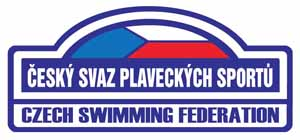 ČESKÝ SVAZ PLAVECKÝCH SPORTŮ
CZECH SWIMMING FEDERATION